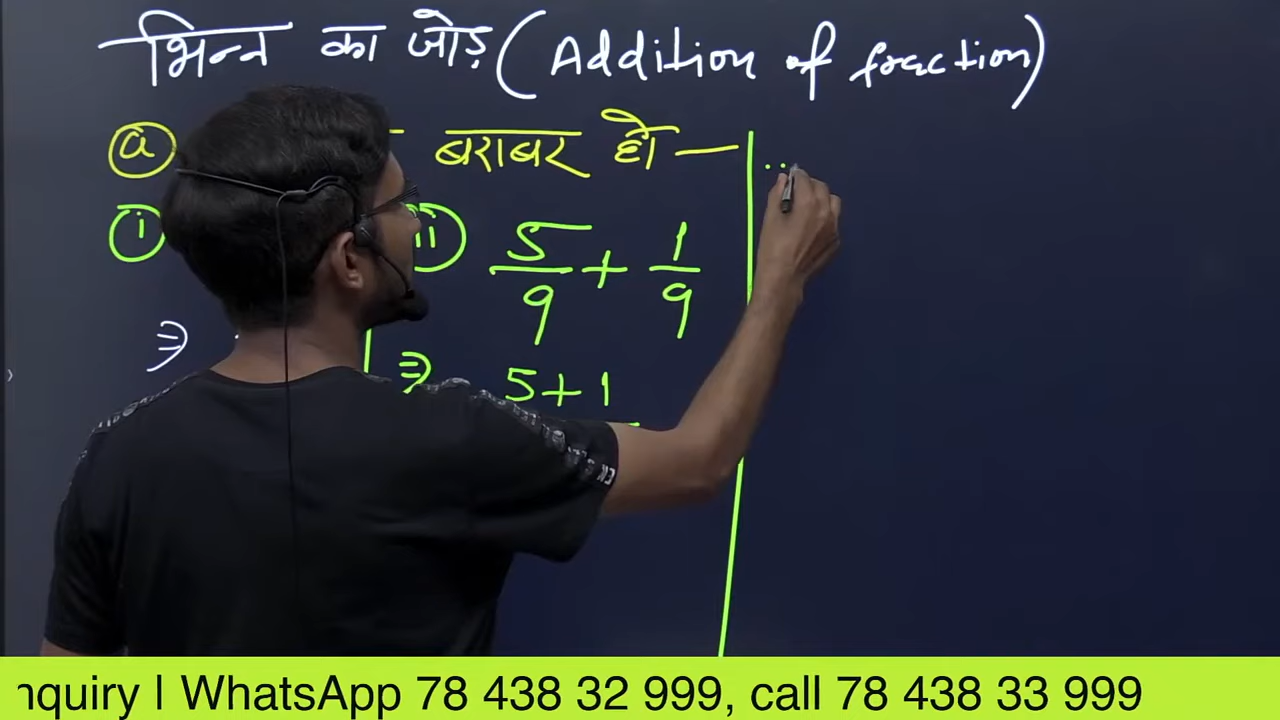 भिन्न का जोड़ (Addition of fraction)
(a) बराबर हो —
(i)
(ii) 5/9 + 1/9
⇒ 5+1
nquiry I WhatsApp 78 438 32 999, call 78 438 33 999